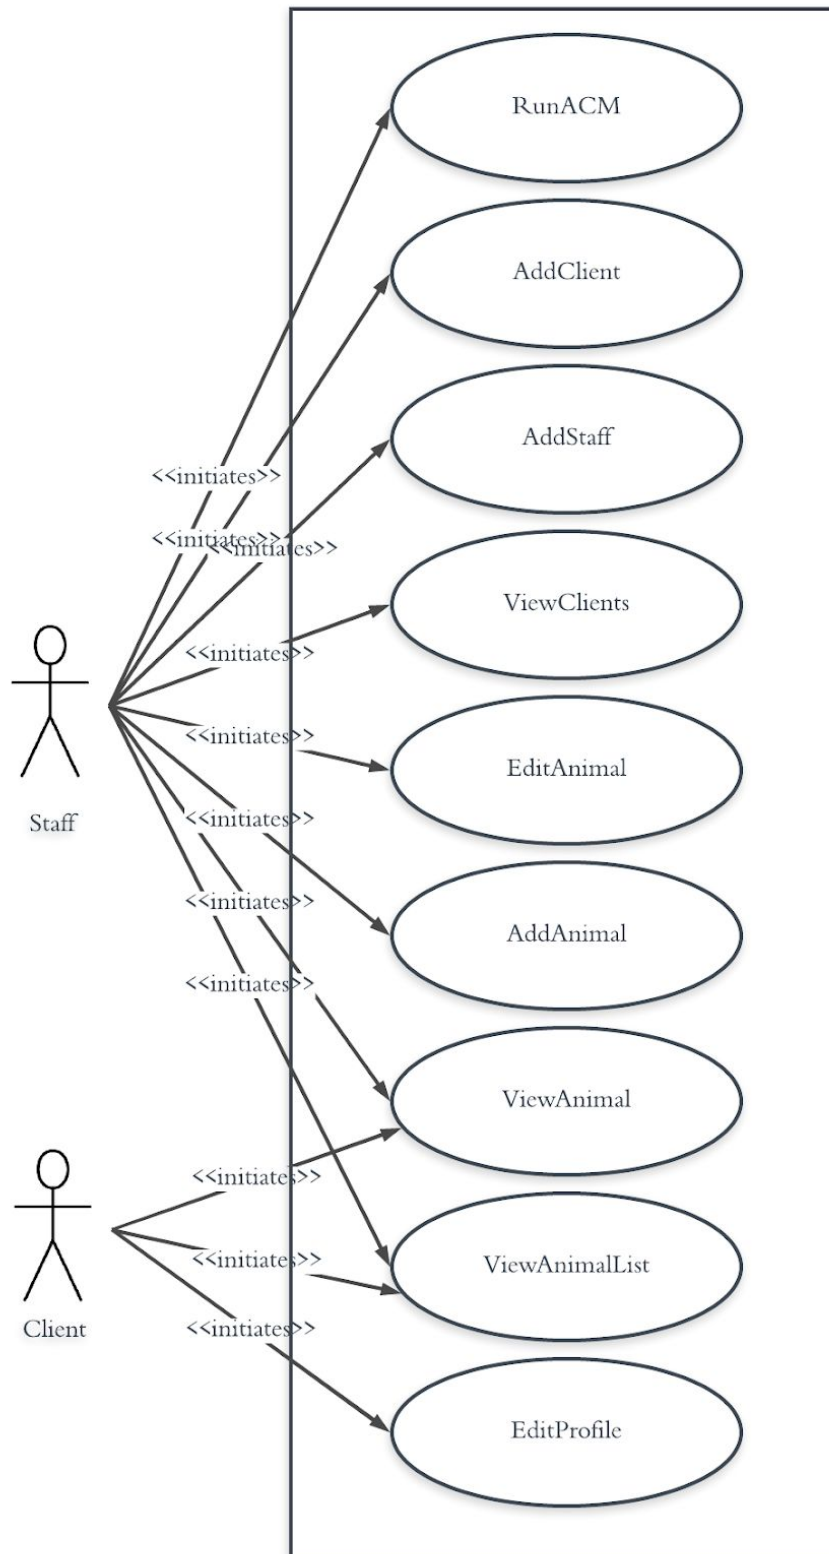 RunACM
AddClient
AddStaff
<<initiates>>
<<initiates>>
<<initiates>>
ViewClients
<<initiates>>
<<initiates>>
EditAnimal
Staff
<<initiates>>
<<initiates>>
AddAnimal
<<initiates>>
ViewAnimal
<<initiates>>
<<initiates>>
ViewAnimalList
Client
<<initiates>>
EditProfile